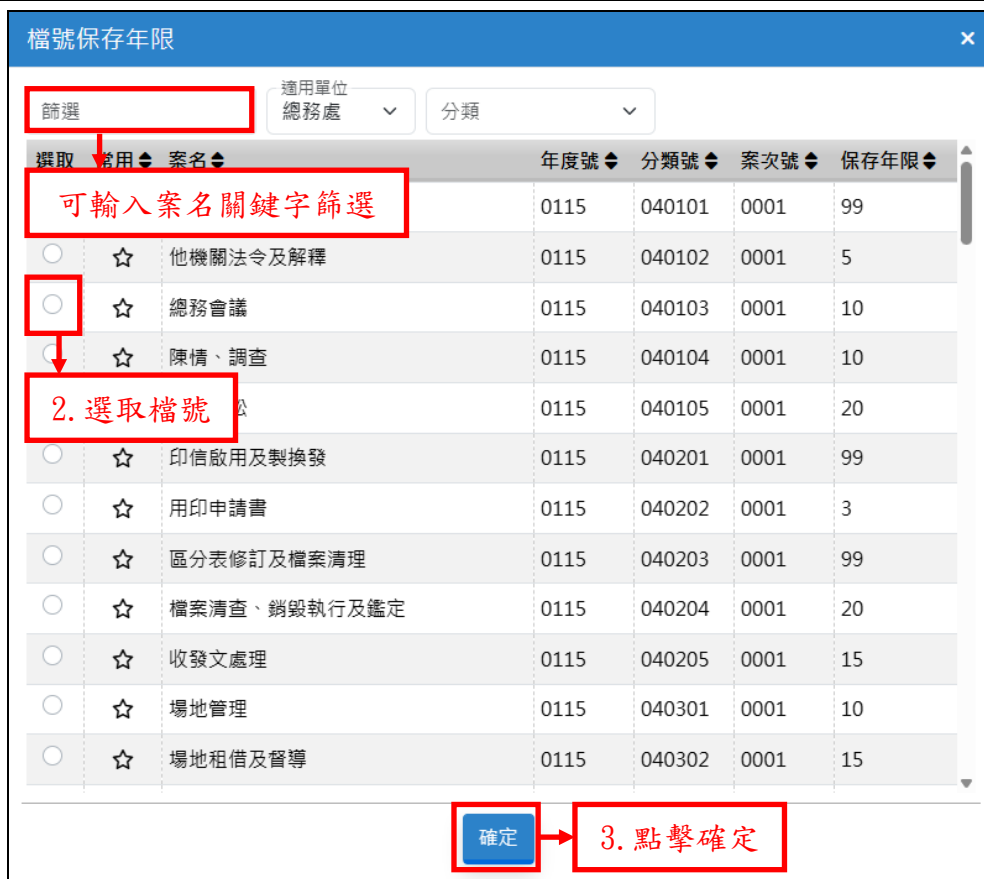 檔號保存年限 ×
篩選
適用單位
總務處
分類
選取 常用 案名 年度號 分類號 案次號 保存年限
可輸入案名關鍵字篩選
0115 040101 0001 99
他機關法令及解釋 0115 040102 0001 5
總務會議 0115 040103 0001 10
陳情、調查 0115 040104 0001 10
2.選取檔號
0115 040105 0001 20
印信啟用及製換發 0115 040201 0001 99
用印申請書 0115 040202 0001 3
區分表修訂及檔案清理 0115 040203 0001 99
檔案清查、銷毀執行及鑑定 0115 040204 0001 20
收發文處理 0115 040205 0001 15
場地管理 0115 040301 0001 10
場地租借及督導 0115 040302 0001 15
確定
3.點擊確定